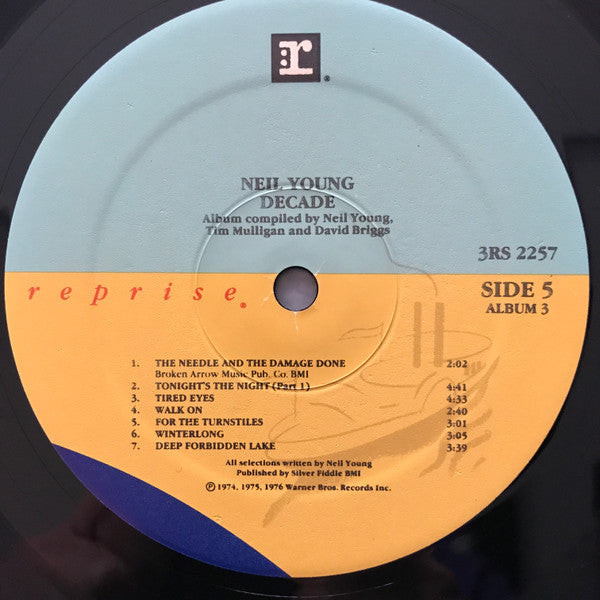 r ®
NEIL YOUNG
DECADE
Album compiled by Neil Young,
Tim Mulligan and David Briggs
3RS 2257
reprise®
SIDE 5
ALBUM 3
1. THE NEEDLE AND THE DAMAGE DONE 2:02
Broken Arrow Music Pub. Co. BMI
2. TONIGHT'S THE NIGHT (Part 1) 4:41
3. TIRED EYES 4:33
4. WALK ON 2:40
5. FOR THE TURNSTILES 3:01
6. WINTERLONG 3:05
7. DEEP FORBIDDEN LAKE 3:39
All selections written by Neil Young
Published by Silver Fiddle BMI
℗ 1974, 1975, 1976 Warner Bros. Records Inc.